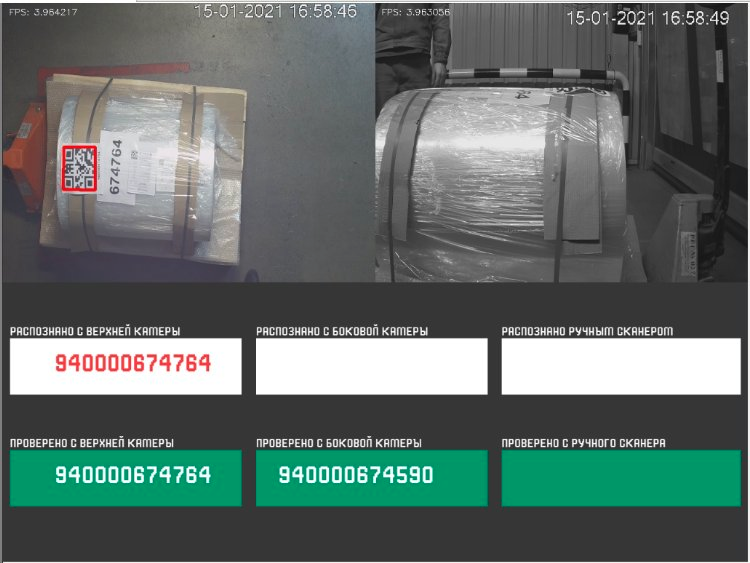 FPS: 3.984217
15-01-2021 16:58:46
FPS: 3.963056
15-01-2021 16:58:49
674764
РАСПОЗНАНО С ВЕРХНЕЙ КАМЕРЫ
РАСПОЗНАНО С БОКОВОЙ КАМЕРЫ
РАСПОЗНАНО РУЧНЫМ СКАНЕРОМ
940000674764
ПРОВЕРЕНО С ВЕРХНЕЙ КАМЕРЫ
ПРОВЕРЕНО С БОКОВОЙ КАМЕРЫ
ПРОВЕРЕНО С РУЧНОГО СКАНЕРА
940000674764
940000674590